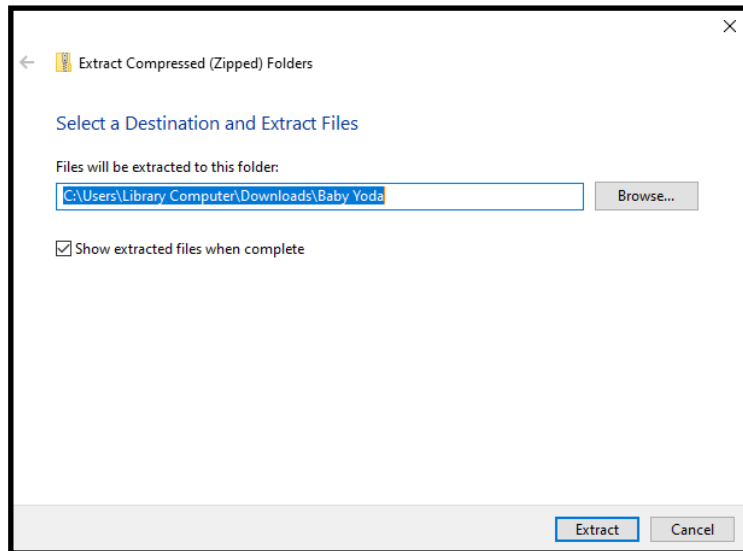 Extract Compressed (Zipped) Folders
Select a Destination and Extract Files
Files will be extracted to this folder:
C:\Users\Library Computer\Downloads\Baby Yoda
Browse...
Show extracted files when complete
Extract
Cancel